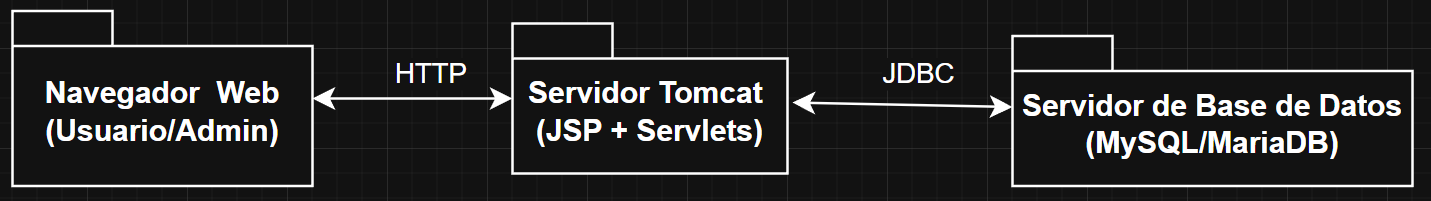 Navegador Web
(Usuario/Admin)
HTTP
Servidor Tomcat
(JSP + Servlets)
JDBC
Servidor de Base de Datos
(MySQL/MariaDB)